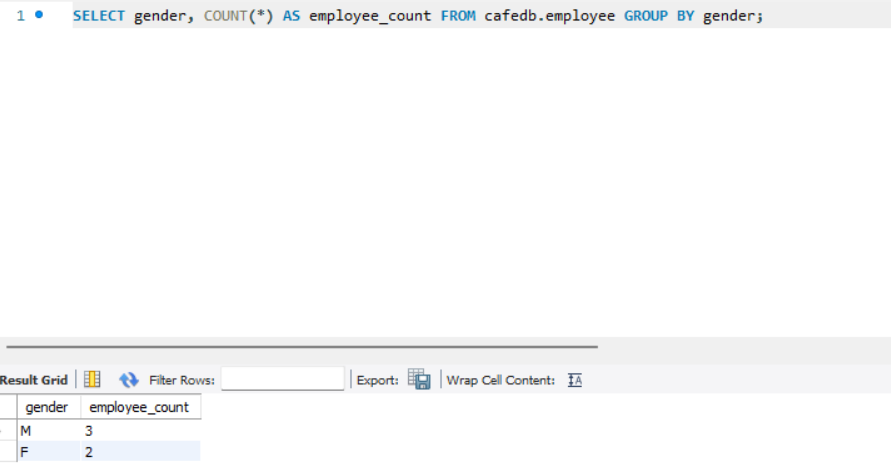 1 SELECT gender, COUNT(*) AS employee_count FROM cafedb.employee GROUP BY gender;
Result Grid Filter Rows: Export: Wrap Cell Content: IA
gender employee_count
M 3
F 2